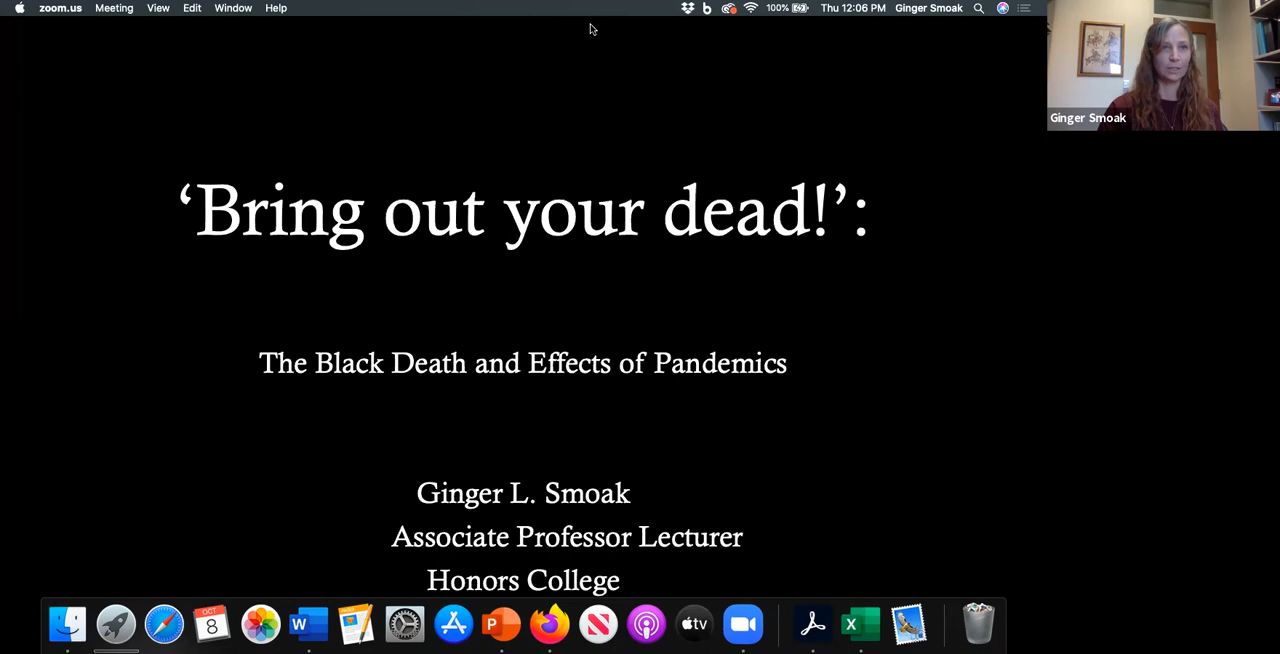 zoom.us Meeting View Edit Window Help 100% Thu 12:06 PM Ginger Smoak
Ginger Smoak
‘Bring out your dead!’:
The Black Death and Effects of Pandemics
Ginger L. Smoak
Associate Professor Lecturer
Honors College
OCT
8
W
P
N
tv
X